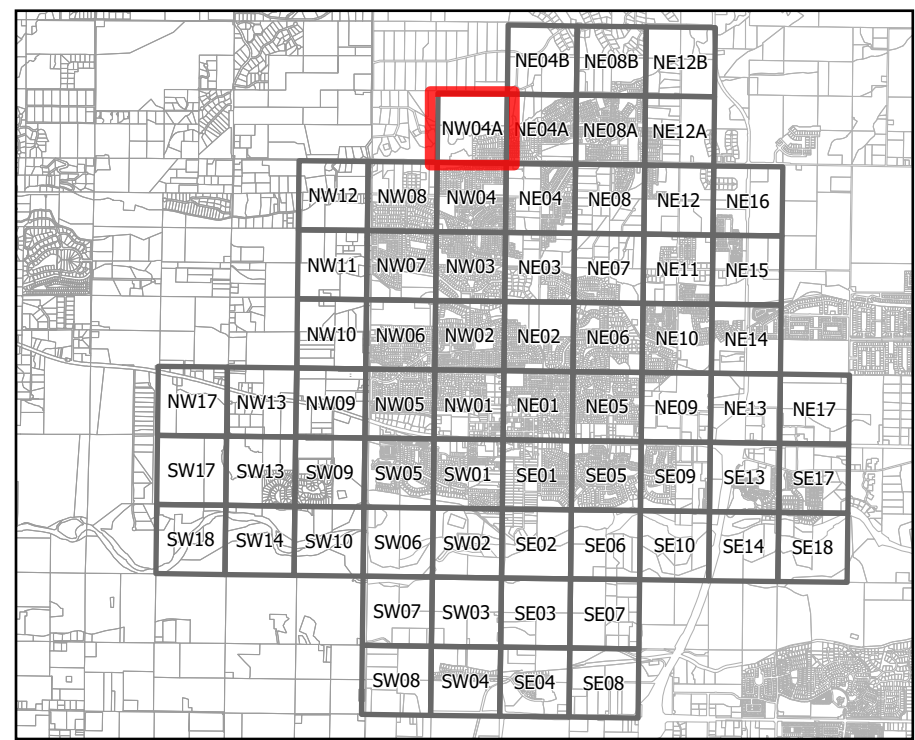 NE04B NE08B NE12B
NW04A NE04A NE08A NE12A
NW12 NW08 NW04 NE04 NE08 NE12 NE16
NW11 NW07 NW03 NE03 NE07 NE11 NE15
NW10 NW06 NW02 NE02 NE06 NE10 NE14
NW17 NW13 NW09 NW05 NW01 NE01 NE05 NE09 NE13 NE17
SW17 SW13 SW09 SW05 SW01 SE01 SE05 SE09 SE13 SE17
SW18 SW14 SW10 SW06 SW02 SE02 SE06 SE10 SE14 SE18
SW07 SW03 SE03 SE07
SW08 SW04 SE04 SE08